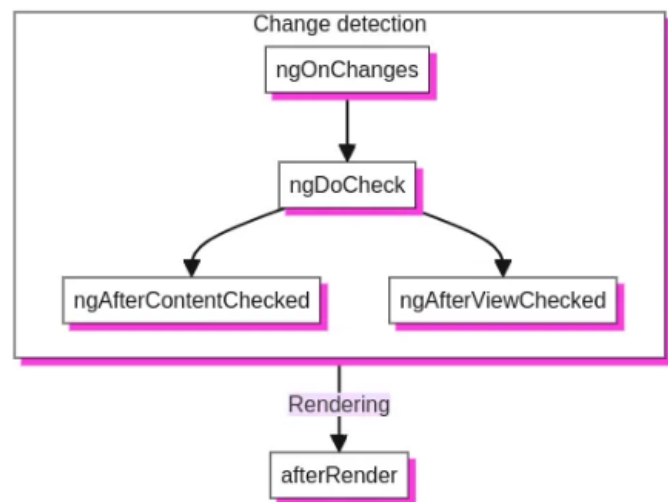 Change detection
ngOnChanges
ngDoCheck
ngAfterContentChecked
ngAfterViewChecked
Rendering
afterRender